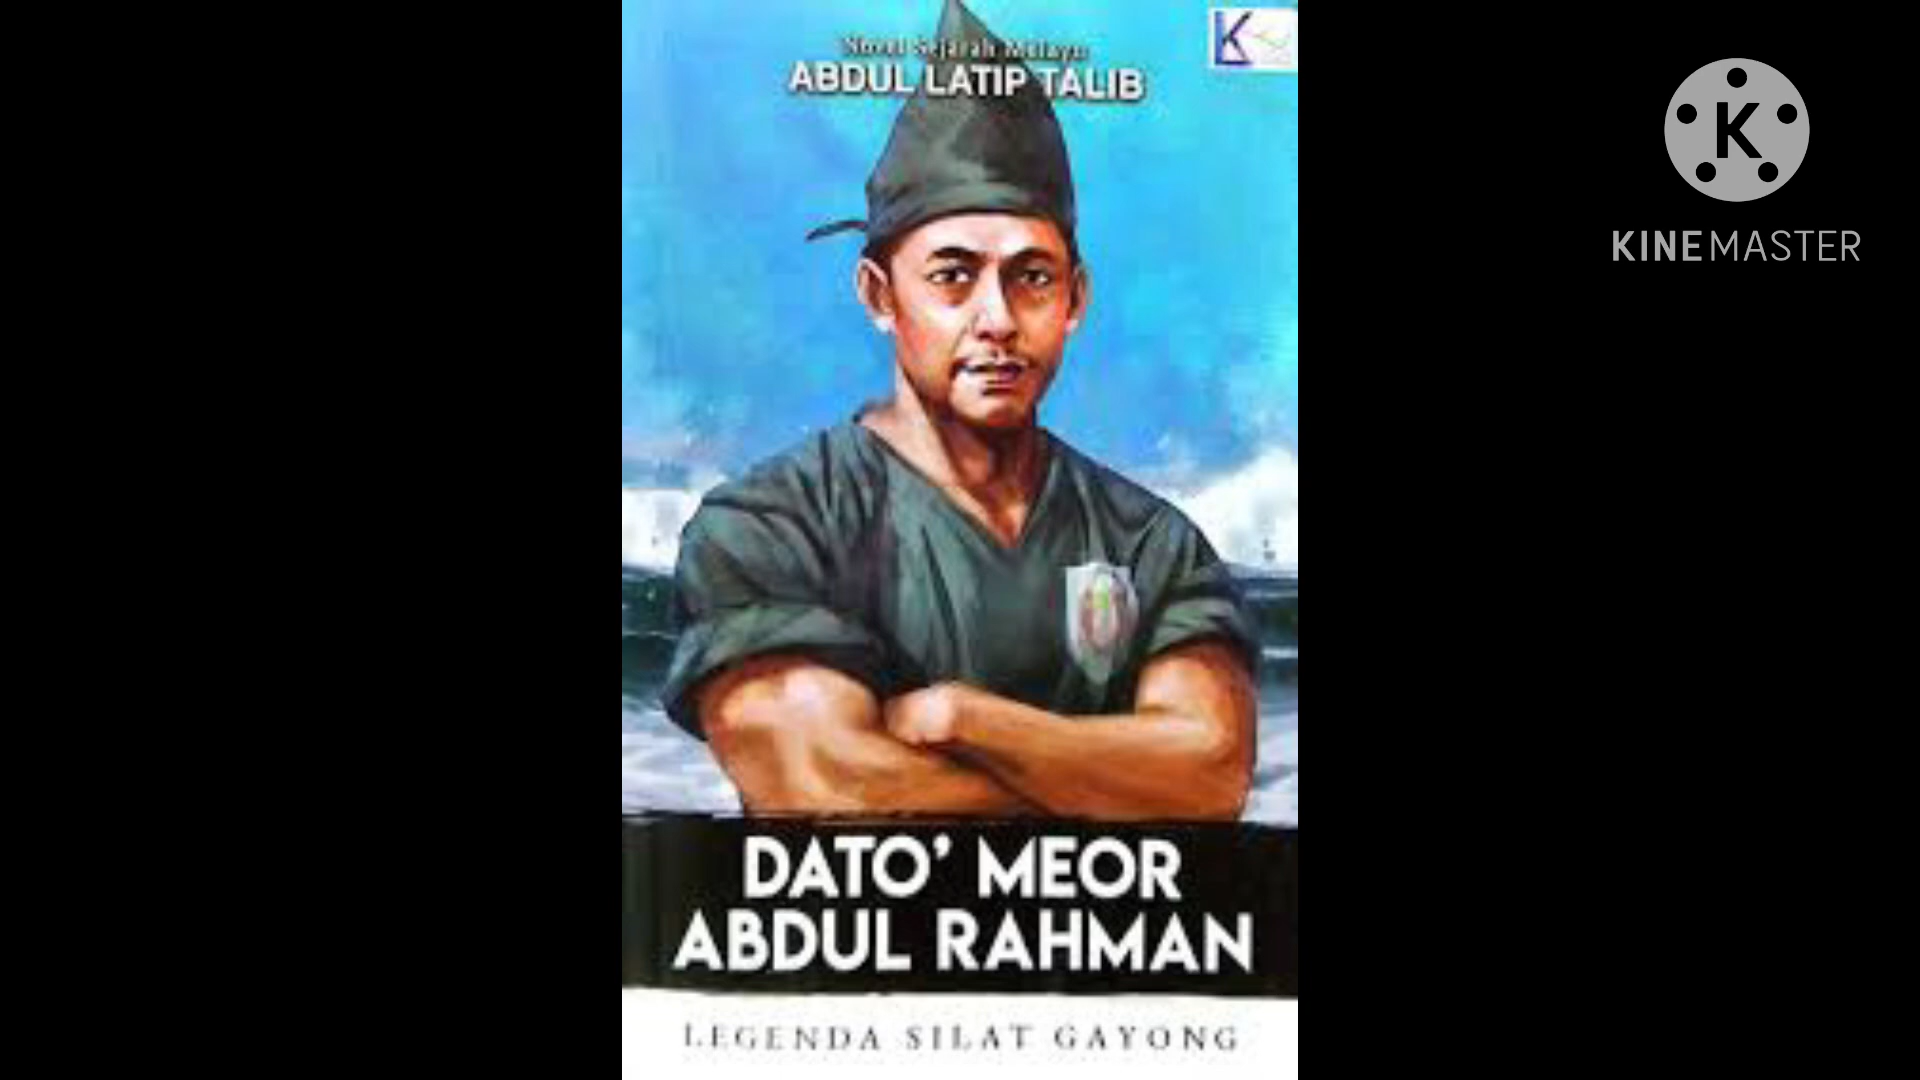 Novel Sejarah Melayu
ABDUL LATIP TALIB
K
K
KINEMASTER
DATO' MEOR
ABDUL RAHMAN
LEGENDA SILAT GAYONG